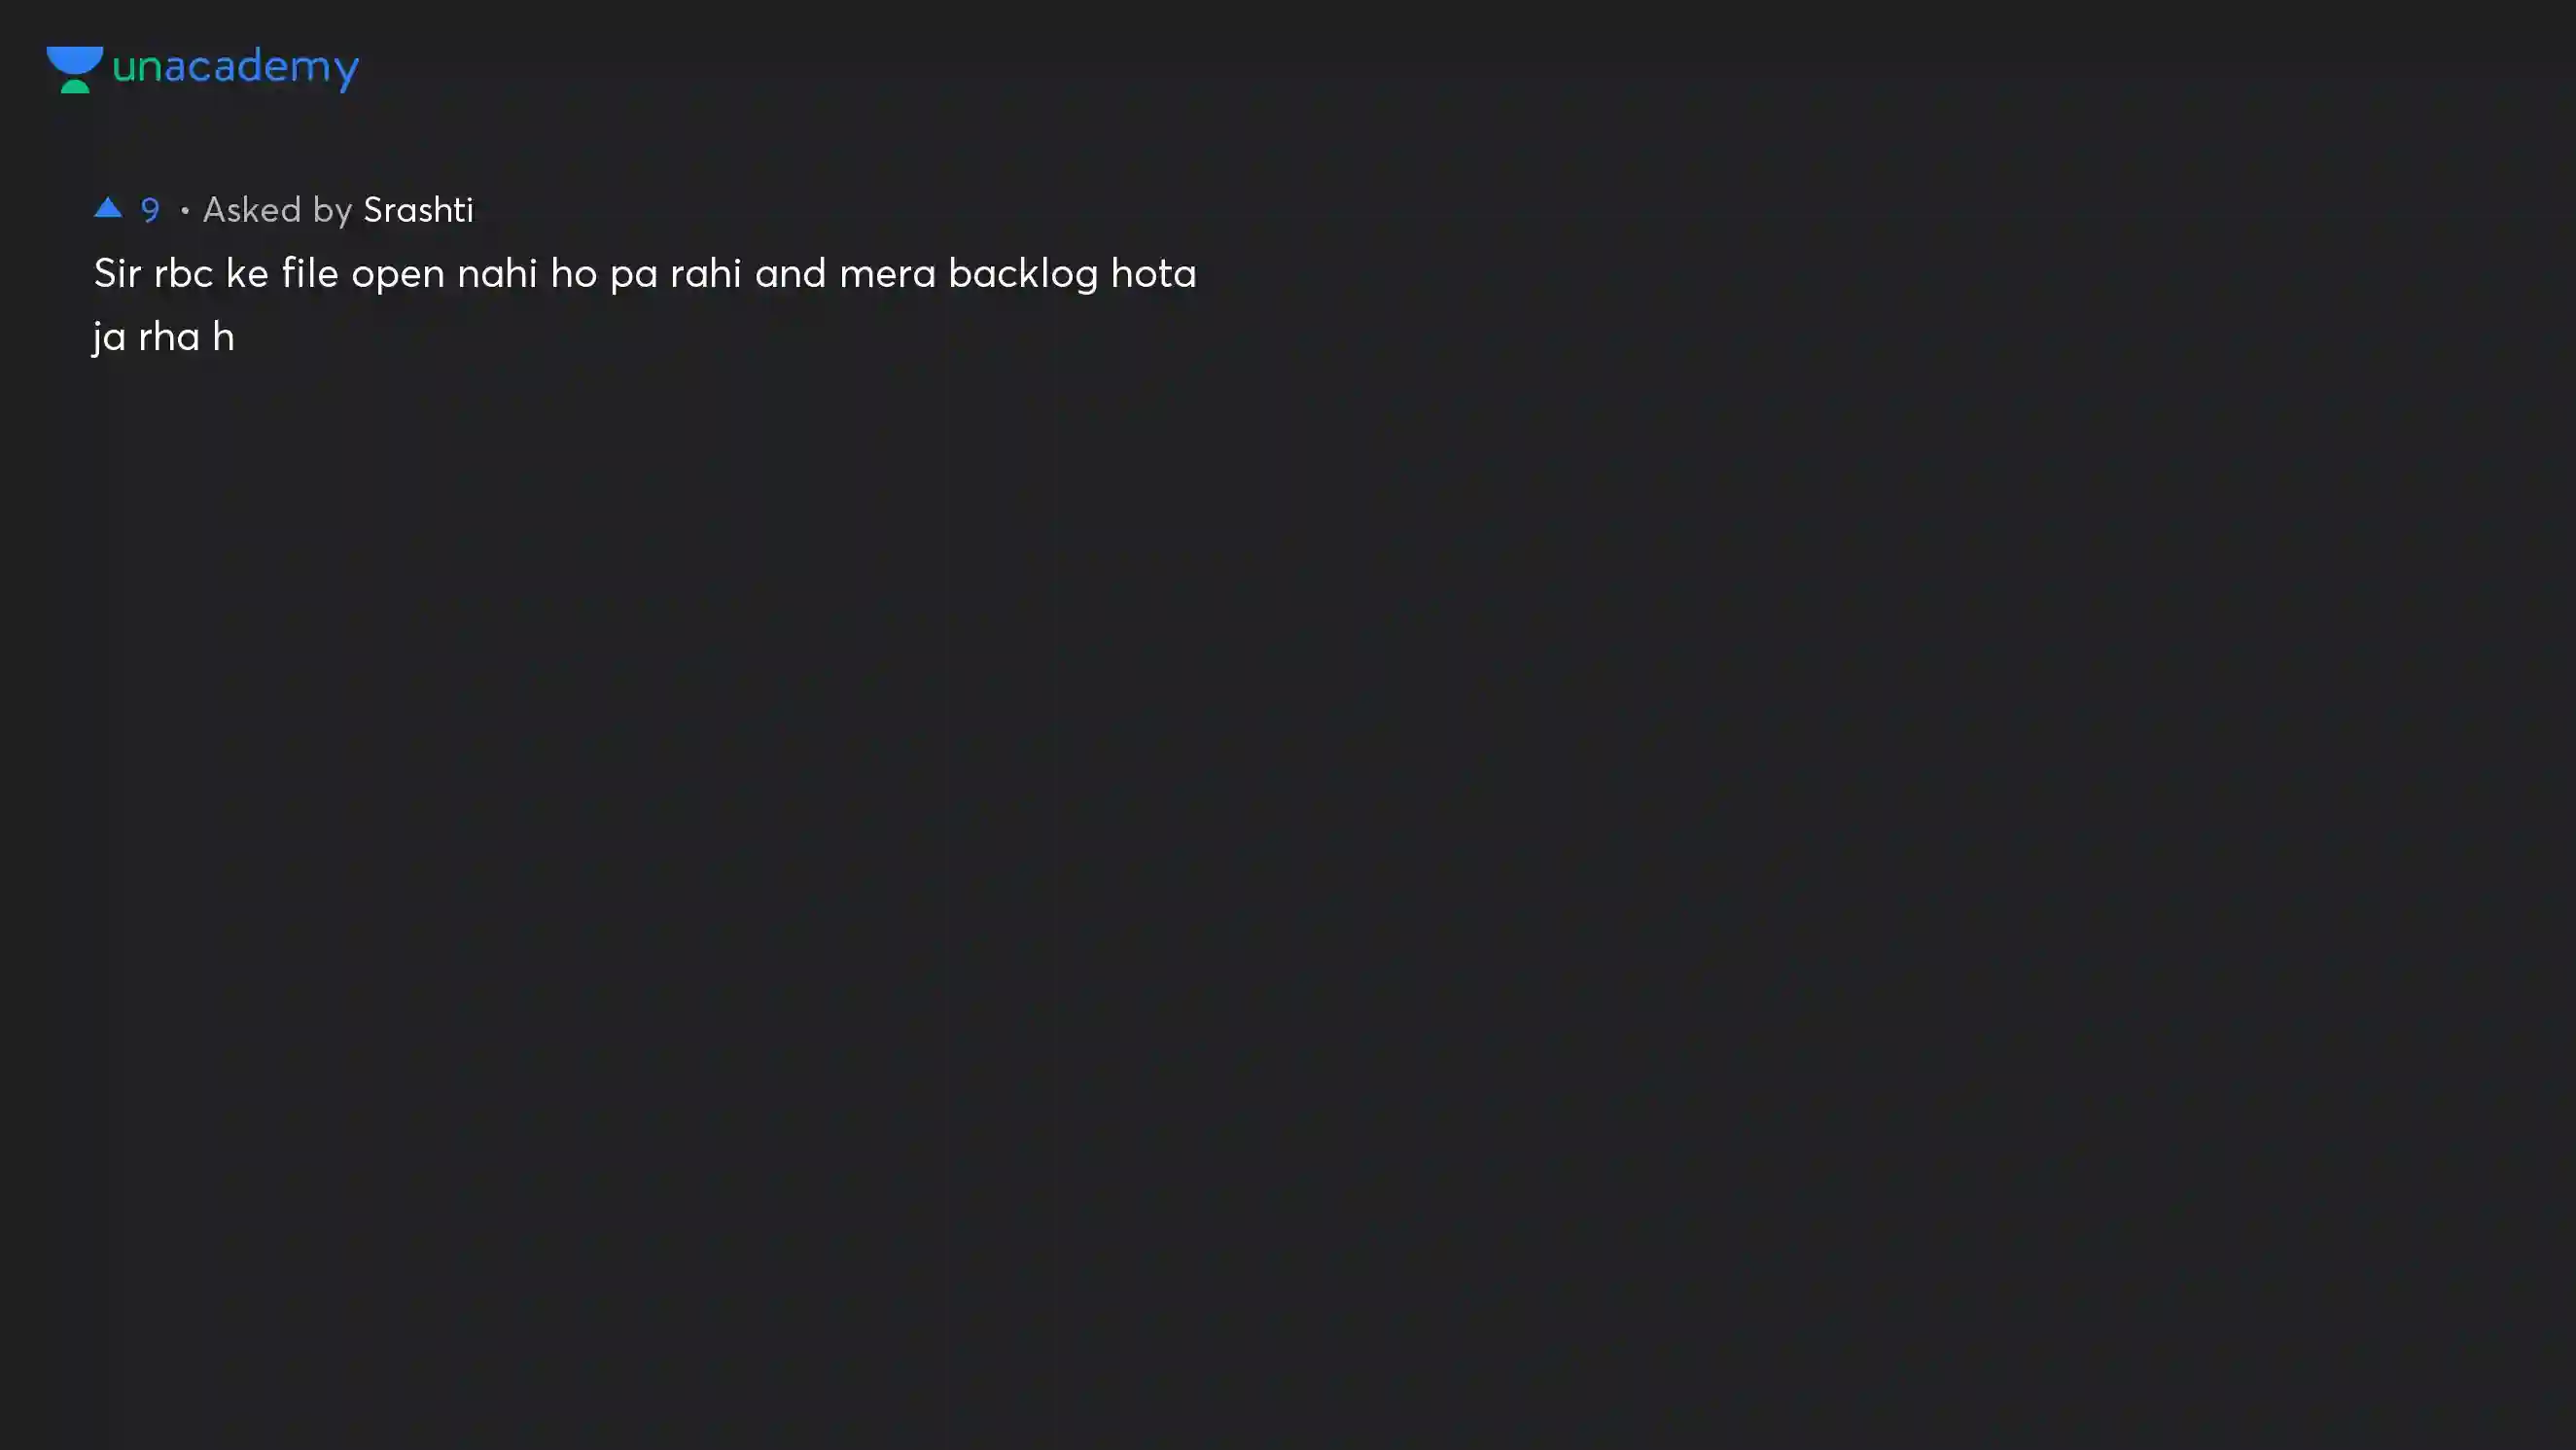 unacademy
▲ 9 • Asked by Srashti
Sir rbc ke file open nahi ho pa rahi and mera backlog hota
ja rha h